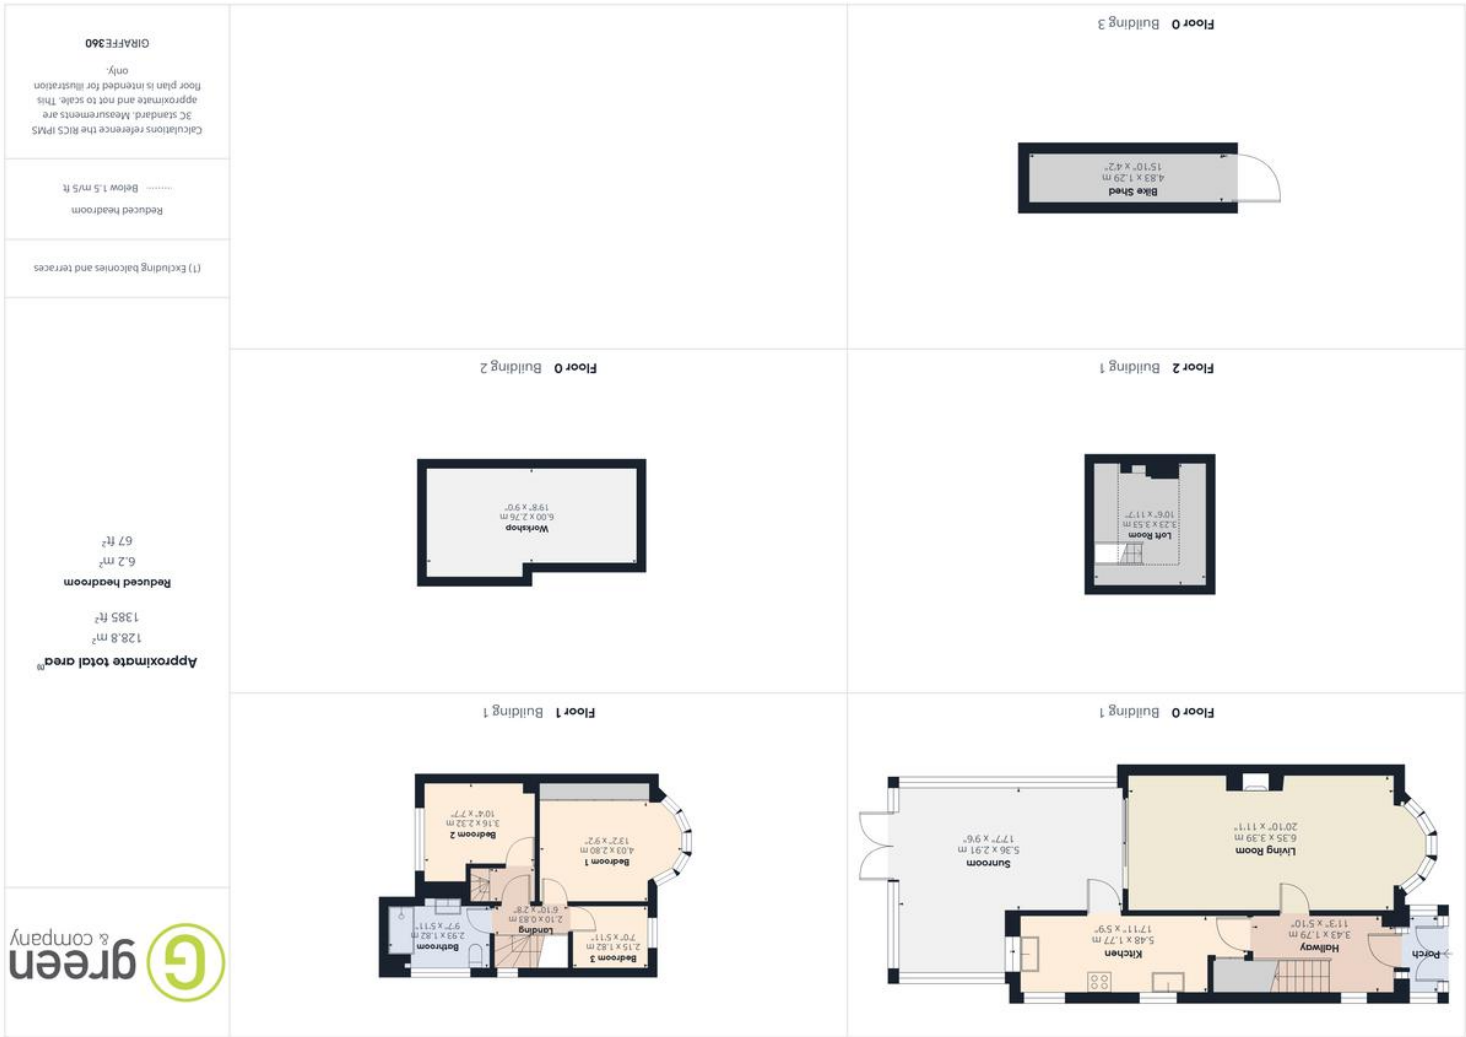 green
& company
Approximate total area⁽¹⁾
128.8 m²
1385 ft²
Reduced headroom
6.2 m²
67 ft²
(1) Excluding balconies and terraces
Reduced headroom
Below 1.5 m/5 ft
Calculations reference the RICS IPMS
3C standard. Measurements are
approximate and not to scale. This
floor plan is intended for illustration
only.
GIRAFFE360
Porch
Hallway
3.43 x 1.79 m
11'3" x 5'10"
Kitchen
5.48 x 1.77 m
17'11" x 5'9"
Living Room
6.35 x 3.39 m
20'10" x 11'1"
Sunroom
5.36 x 2.91 m
17'7" x 9'6"
Floor 0 Building 1
Bedroom 3
2.15 x 1.82 m
7'0" x 5'11"
Landing
2.10 x 0.83 m
6'10" x 2'8"
Bathroom
2.93 x 1.82 m
9'7" x 5'11"
Bedroom 1
4.03 x 2.80 m
13'2" x 9'2"
Bedroom 2
3.16 x 2.32 m
10'4" x 7'7"
Floor 1 Building 1
Loft Room
3.23 x 3.53 m
10'6" x 11'7"
Floor 2 Building 1
Workshop
6.00 x 2.76 m
19'8" x 9'0"
Floor 0 Building 2
Bike Shed
4.83 x 1.29 m
15'10" x 4'2"
Floor 0 Building 3